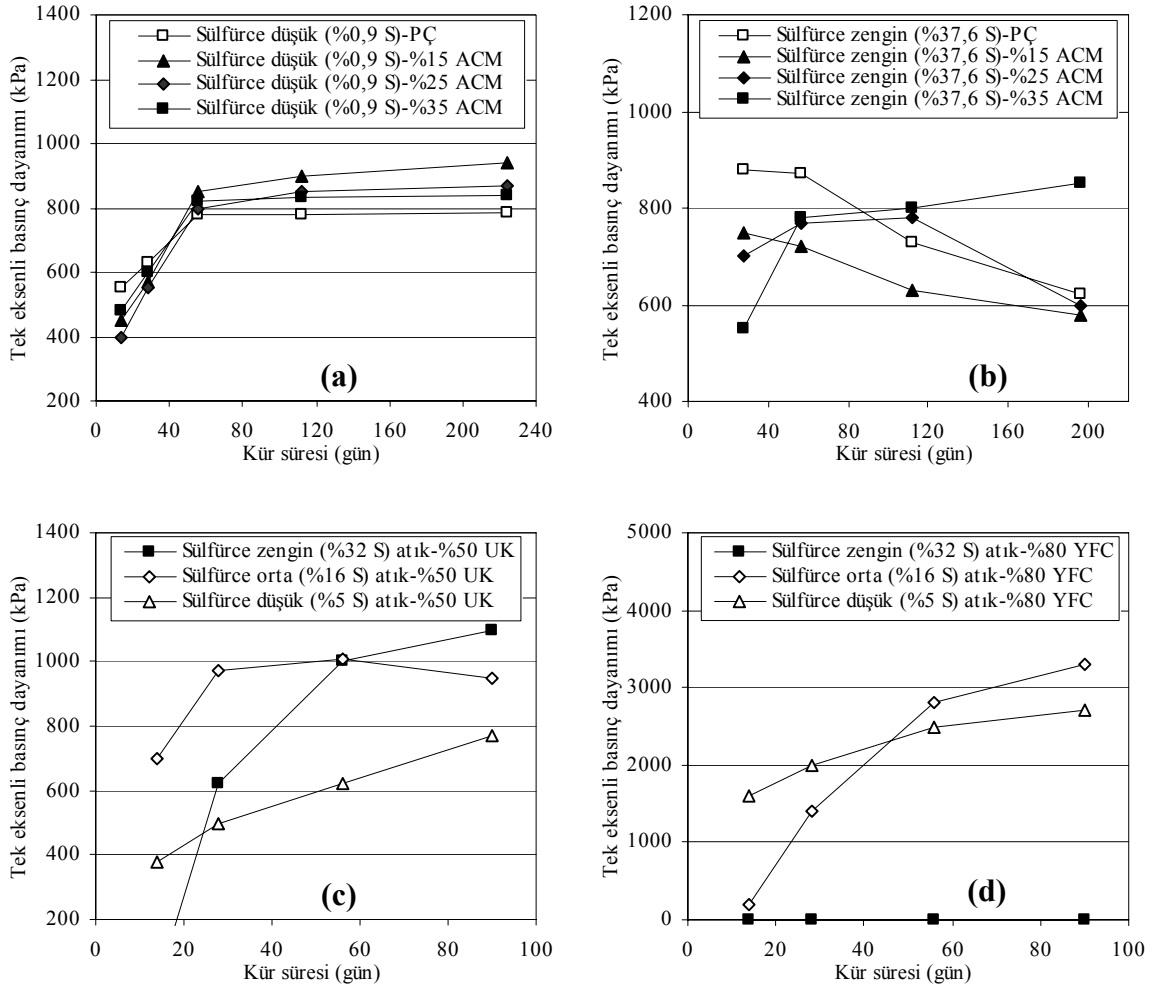 1400
1200
1000
800
600
400
200
0
40
80
120
160
200
240
Tek eksenli basınç dayanımı (kPa)
Kür süresi (gün)
Sülfürce düşük (%0,9 S)-PÇ
Sülfürce düşük (%0,9 S)-%15 ACM
Sülfürce düşük (%0,9 S)-%25 ACM
Sülfürce düşük (%0,9 S)-%35 ACM
(a)
1200
1000
800
600
400
0
40
80
120
160
200
Tek eksenli basınç dayanımı (kPa)
Kür süresi (gün)
Sülfürce zengin (%37,6 S)-PÇ
Sülfürce zengin (%37,6 S)-%15 ACM
Sülfürce zengin (%37,6 S)-%25 ACM
Sülfürce zengin (%37,6 S)-%35 ACM
(b)
1400
1200
1000
800
600
400
200
0
20
40
60
80
100
Tek eksenli basınç dayanımı (kPa)
Kür süresi (gün)
Sülfürce zengin (%32 S) atık-%50 UK
Sülfürce orta (%16 S) atık-%50 UK
Sülfürce düşük (%5 S) atık-%50 UK
(c)
5000
4000
3000
2000
1000
0
0
20
40
60
80
100
Tek eksenli basınç dayanımı (kPa)
Kür süresi (gün)
Sülfürce zengin (%32 S) atık-%80 YFC
Sülfürce orta (%16 S) atık-%80 YFC
Sülfürce düşük (%5 S) atık-%80 YFC
(d)